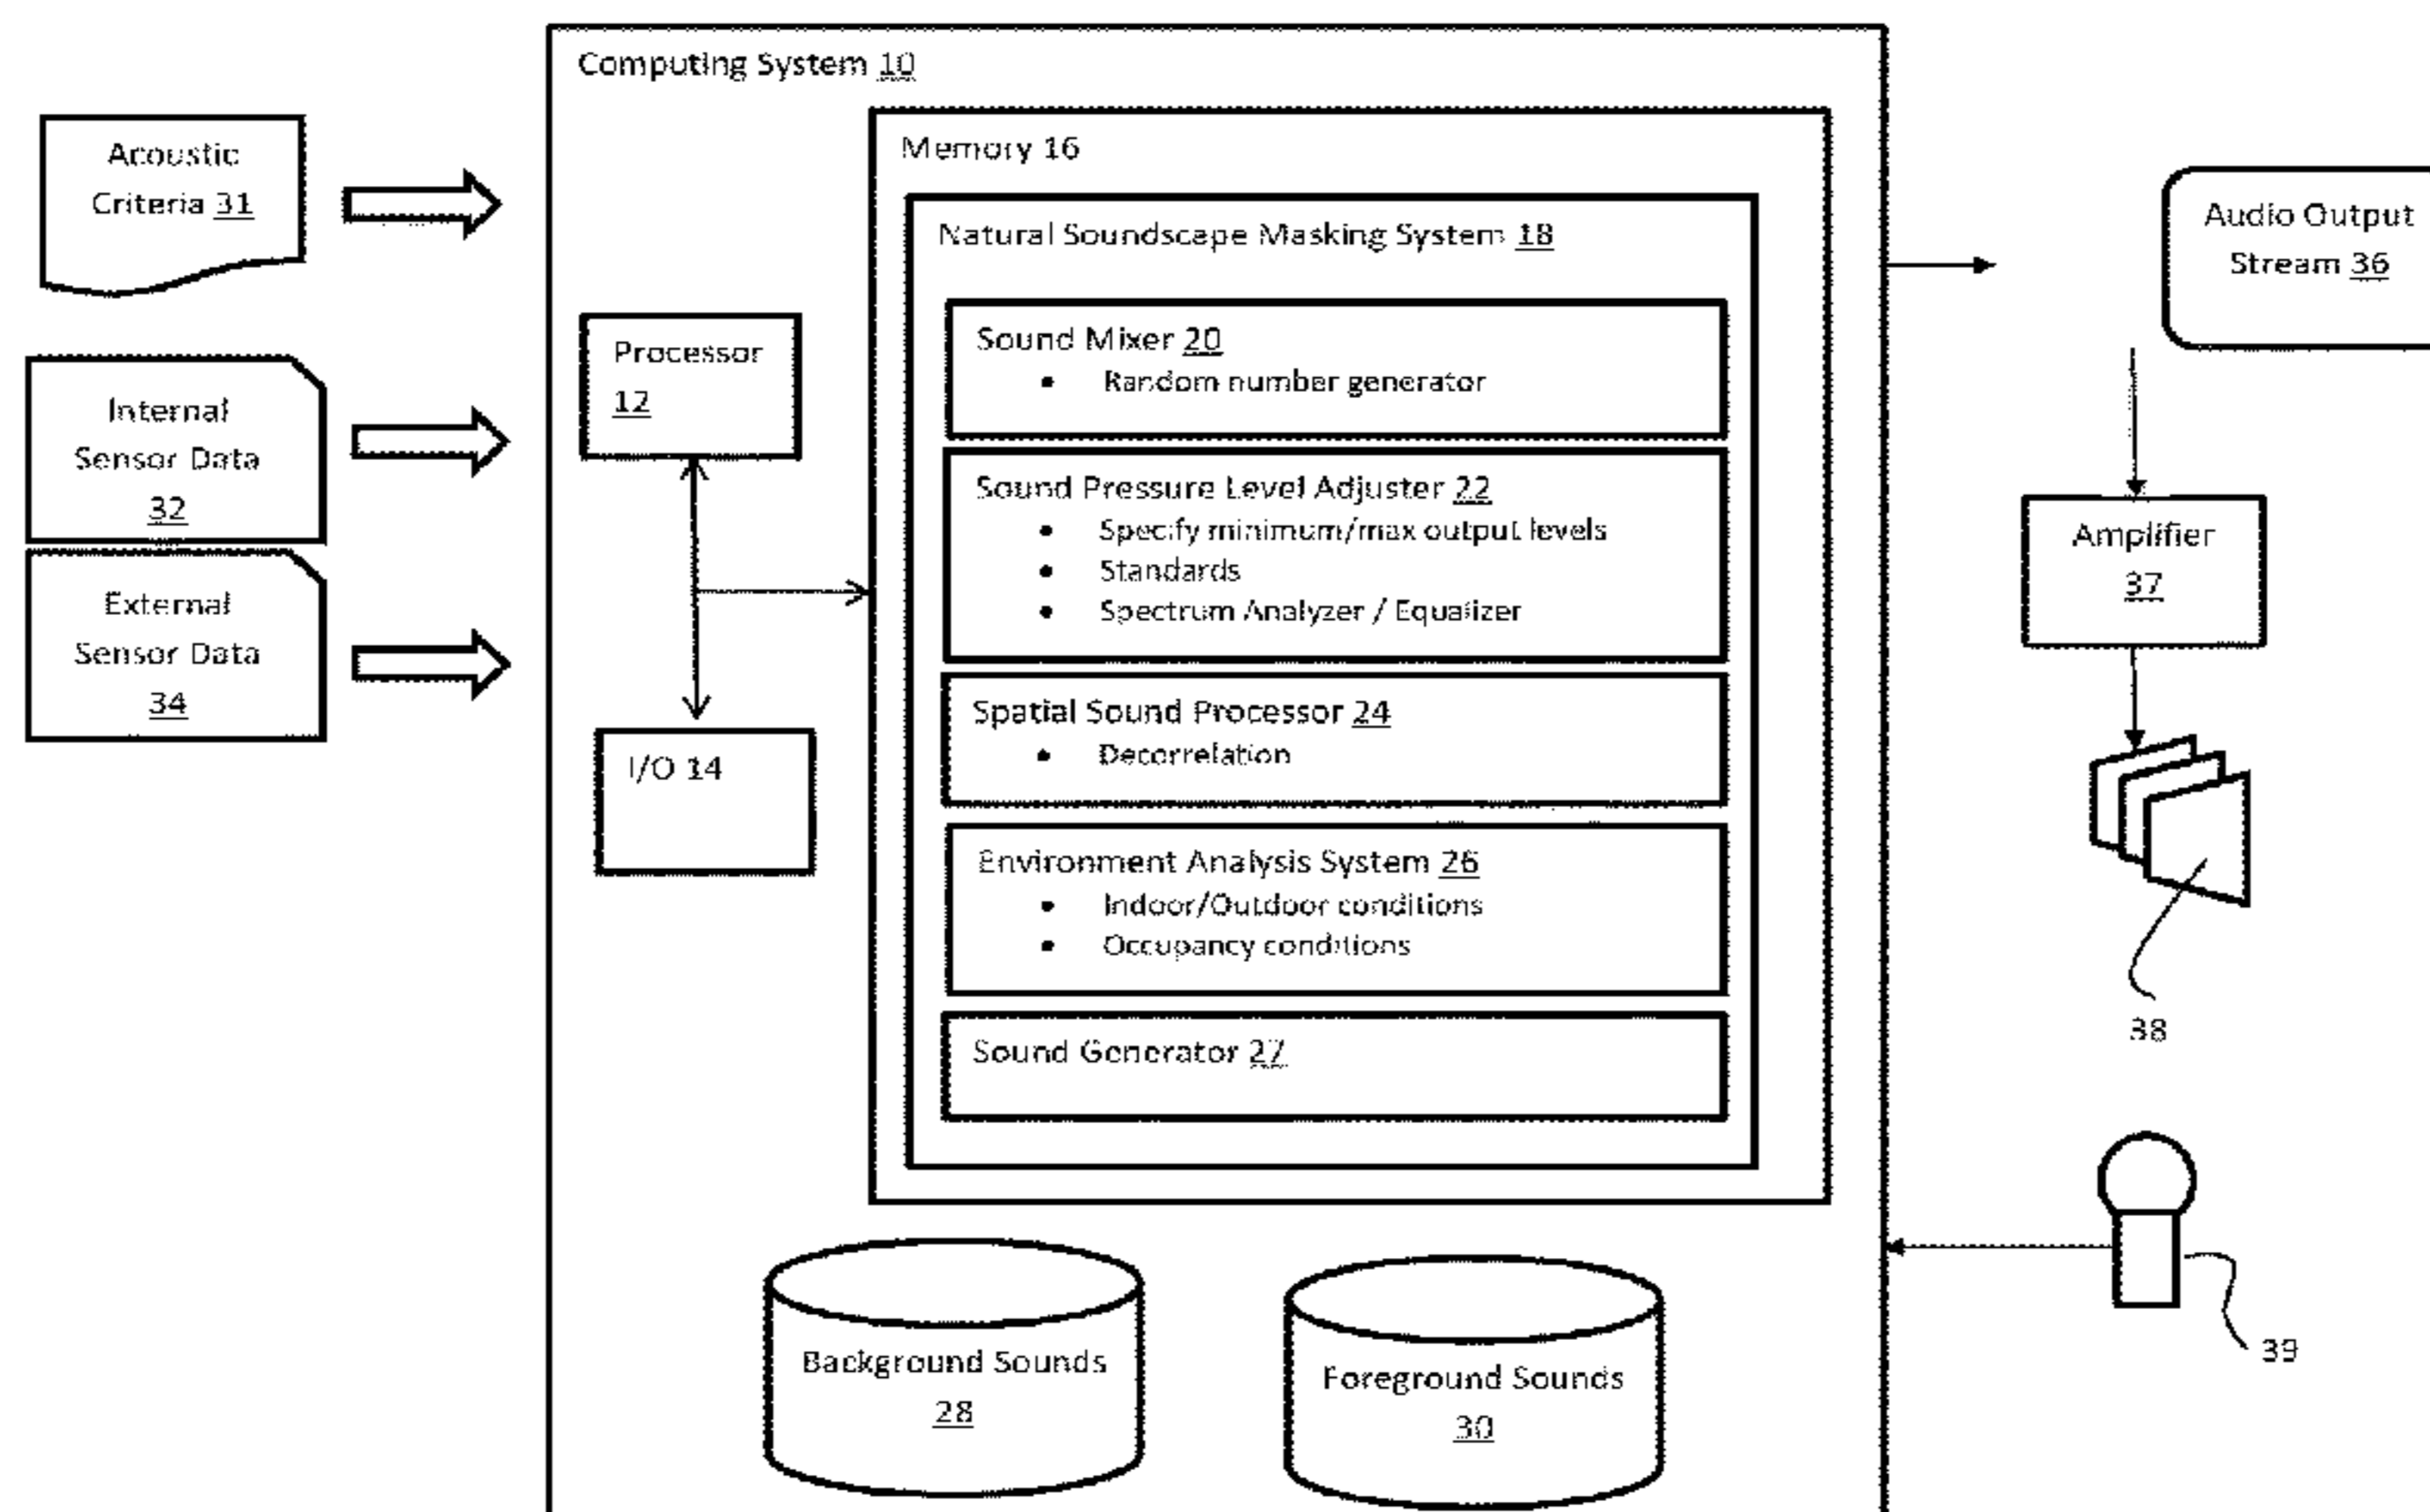 Computing System 10
Acoustic
Criteria 31
Internal
Sensor Data
32
External
Sensor Data
34
Processor
12
I/O 14
Memory 16
Natural Soundscape Masking System 18
Sound Mixer 20
• Random number generator
Sound Pressure Level Adjuster 22
• Specify minimum/max output levels
• Standards
• Spectrum Analyzer / Equalizer
Spatial Sound Processor 24
• Decorrelation
Environment Analysis System 26
• Indoor/Outdoor conditions
• Occupancy conditions
Sound Generator 27
Background Sounds
28
Foreground Sounds
30
Audio Output
Stream 36
Amplifier
37
38
39